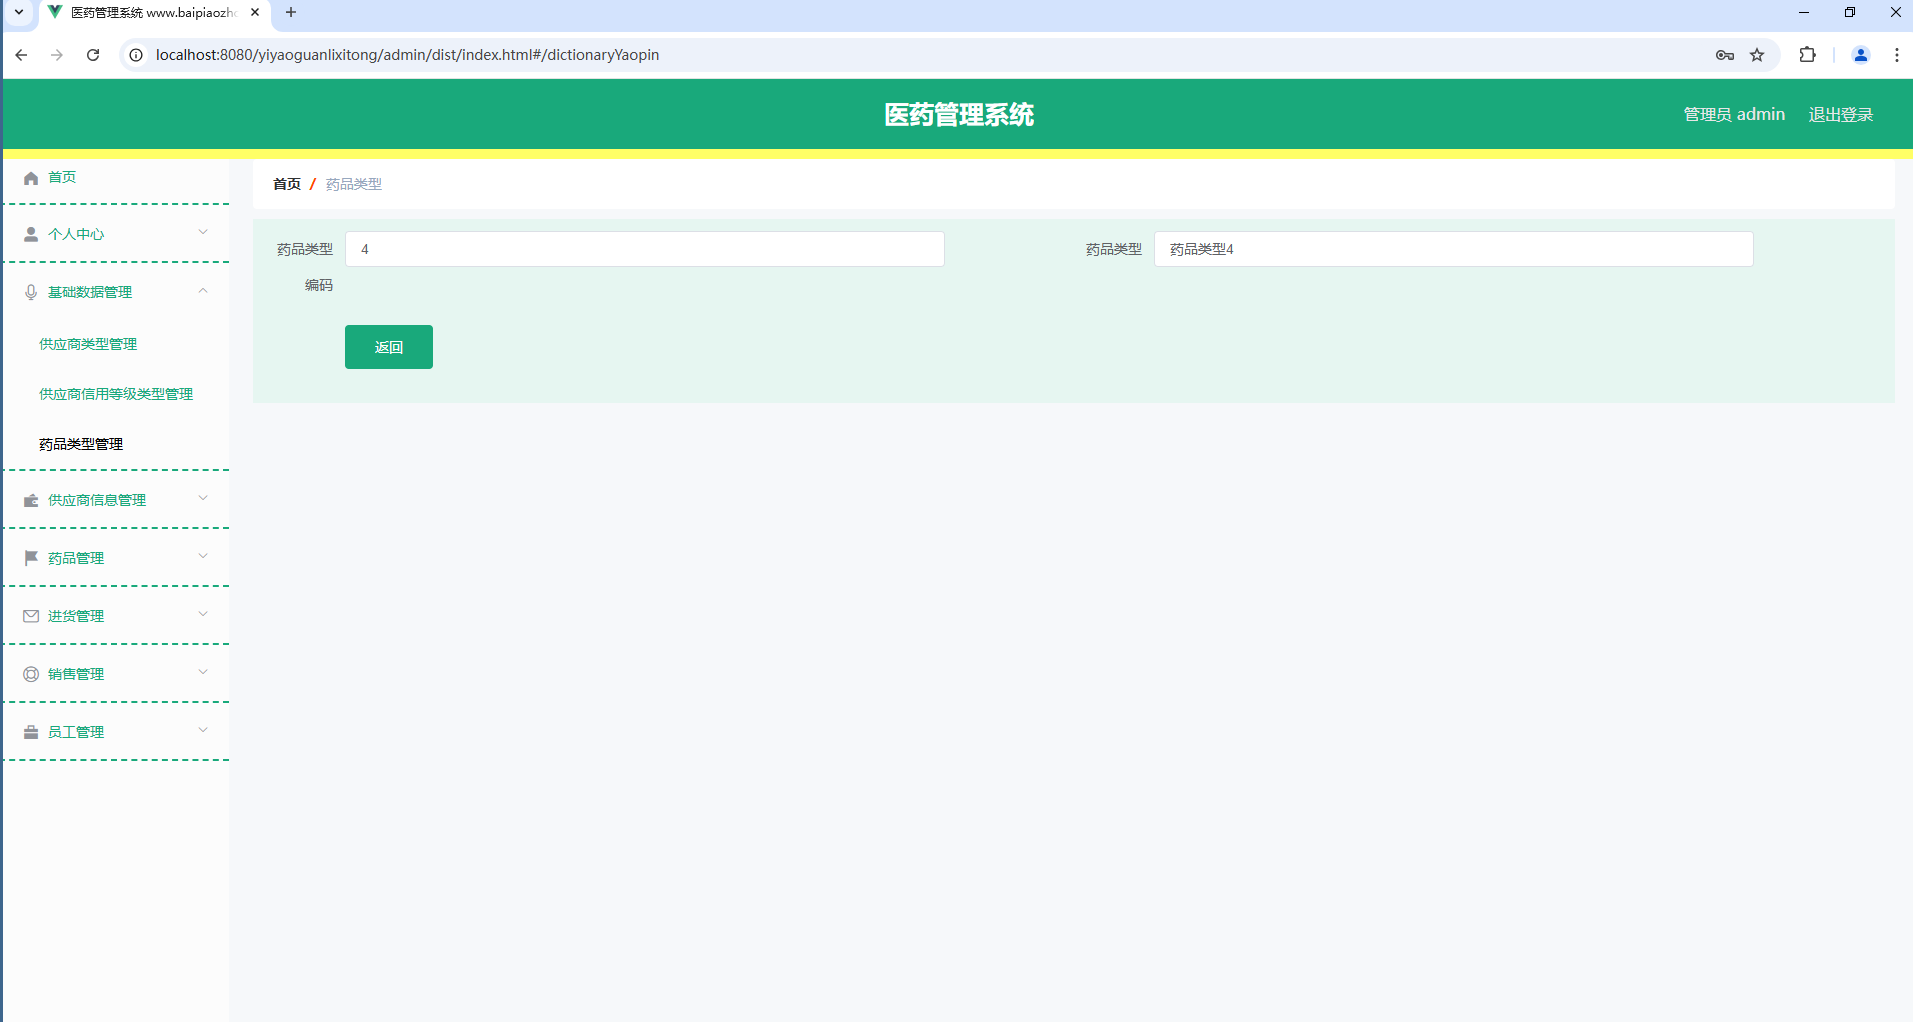 医药管理系统 www.baipiaozho
localhost:8080/yiyaoguanlixitong/admin/dist/index.html#/dictionaryYaopin
医药管理系统
管理员 admin
退出登录
首页
个人中心
基础数据管理
供应商类型管理
供应商信用等级类型管理
药品类型管理
供应商信息管理
药品管理
进货管理
销售管理
员工管理
首页 / 药品类型
药品类型
编码
4
药品类型
药品类型4
返回